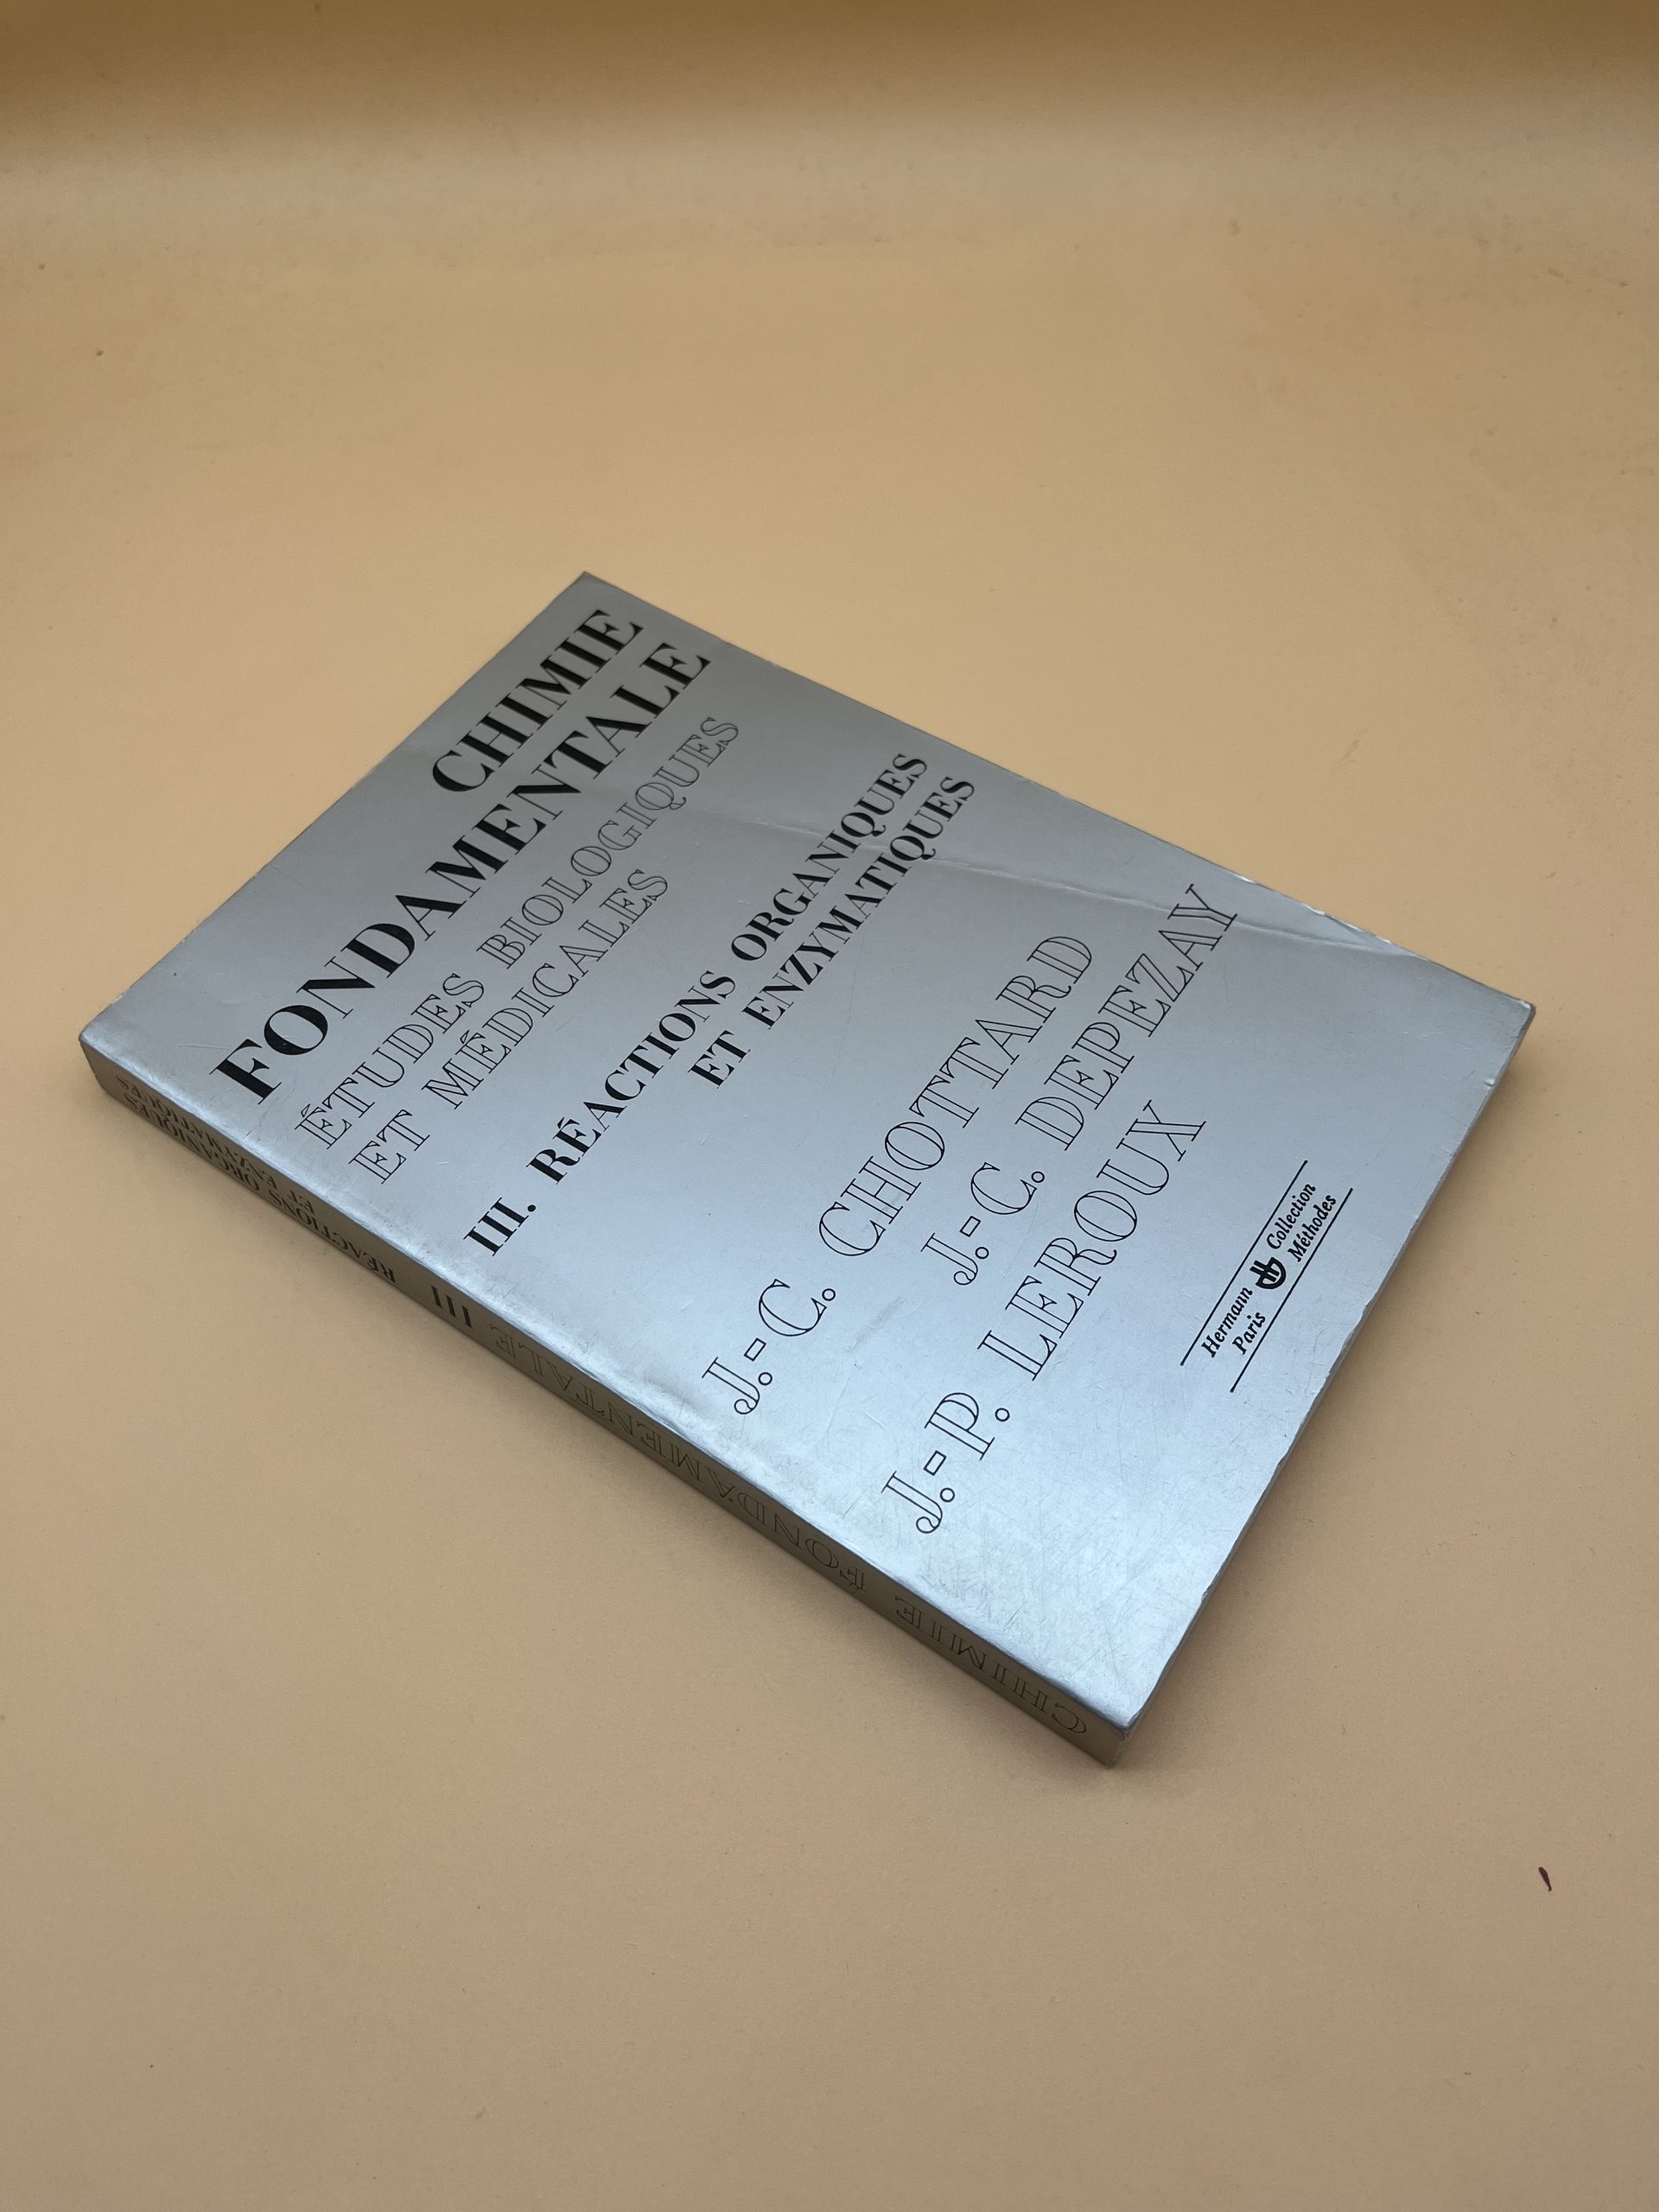 CHIMIE
FONDAMENTALE
ÉTUDES BIOLOGIQUES
ET MÉDICALES
III. RÉACTIONS ORGANIQUES
ET ENZYMATIQUES
J.-C. CHOTTARD
J.-C. DEPEZAY
J.-P. LEROUX
Hermann
Paris
Collection
Méthodes
CHIMIE FONDAMENTALE III RÉACTIONS ORGANIQUES
ET ENZYMATIQUES